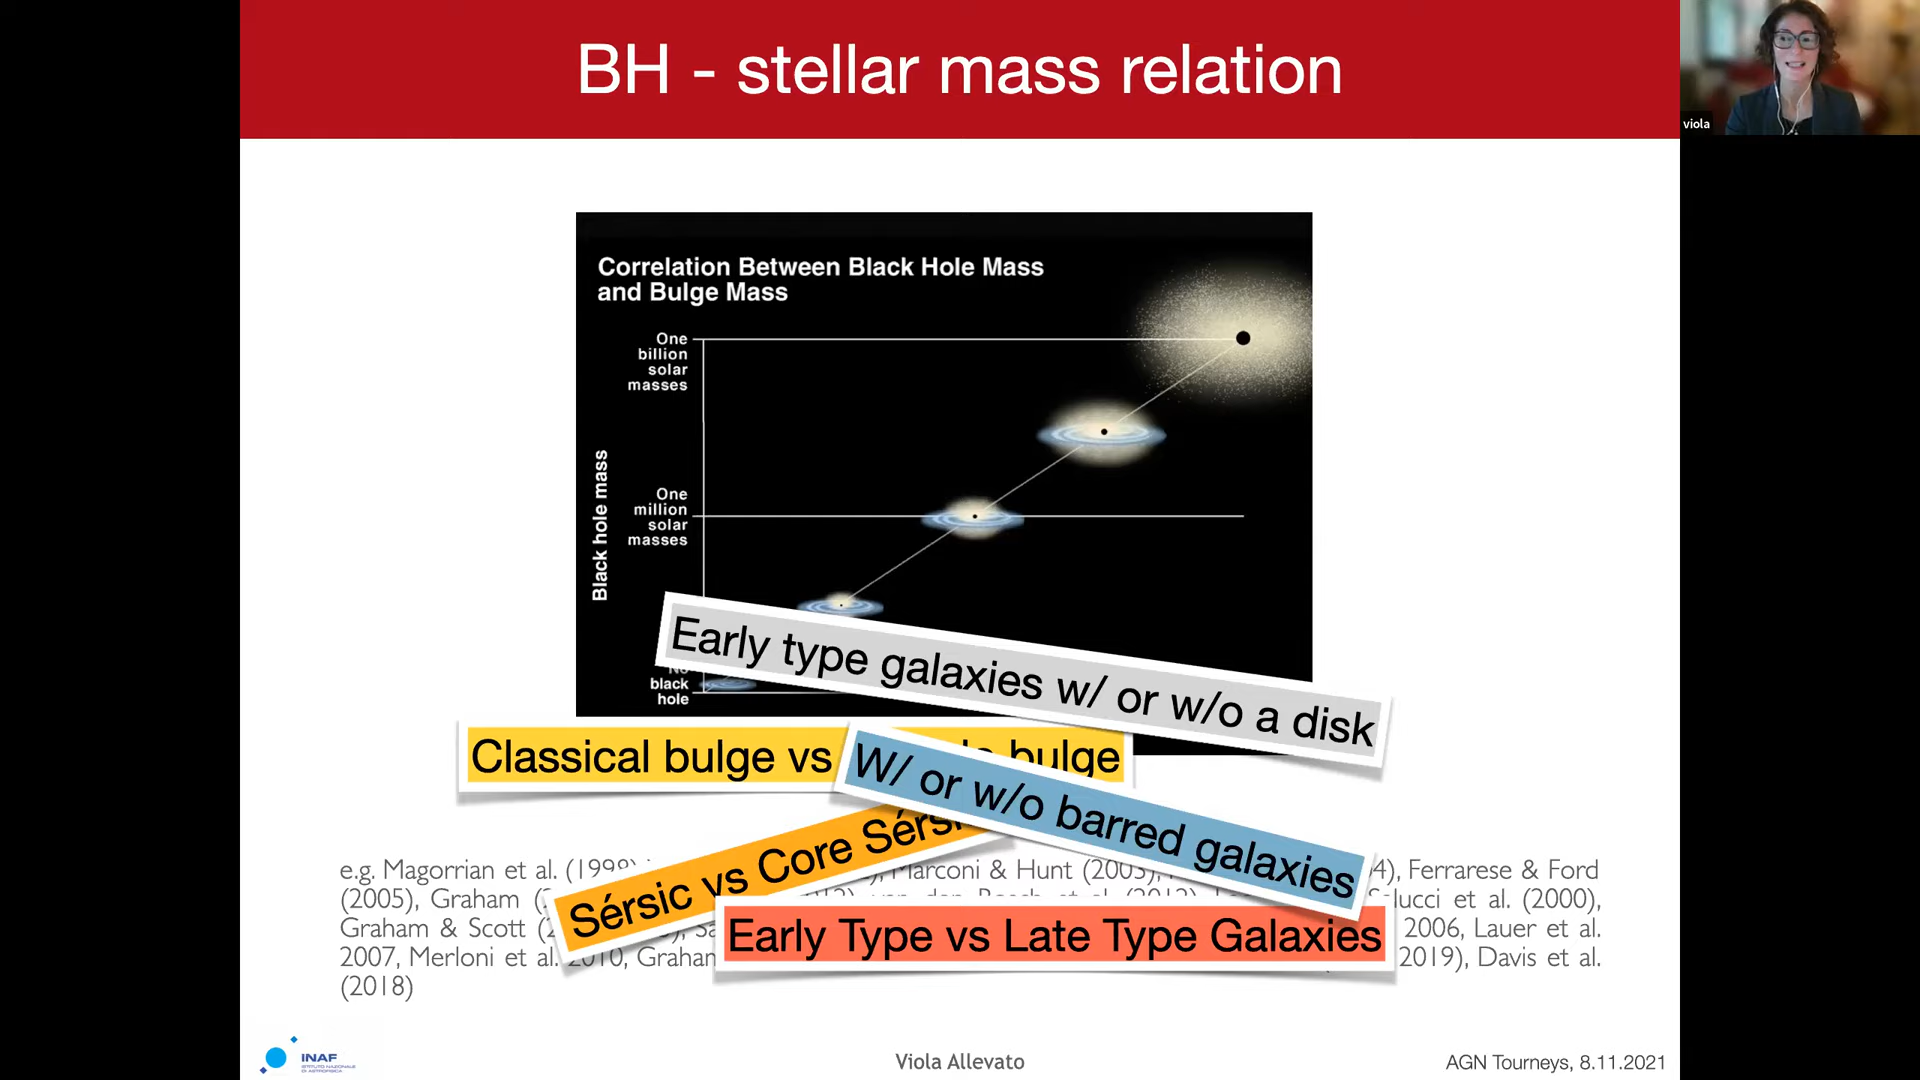 BH - stellar mass relation
viola
Correlation Between Black Hole Mass
and Bulge Mass
One
billion
solar
masses
One
million
solar
masses
Black hole mass
black
hole
Early type galaxies w/ or w/o a disk
Classical bulge vs bulge
W/ or w/o barred galaxies
Sérsic vs Core
Early Type vs Late Type Galaxies
e.g. Magorrian et al. (1998) Marconi & Hunt (2003), 4), Ferrarese & Ford
(2005), Graham et al. (2000),
Graham & Scott 2006, Lauer et al.
2007, Merloni et al. 2010, Graham 2019), Davis et al.
(2018)
INAF
ISTITUTO NAZIONALE
DI ASTROFISICA
Viola Allevato
AGN Tourneys, 8.11.2021